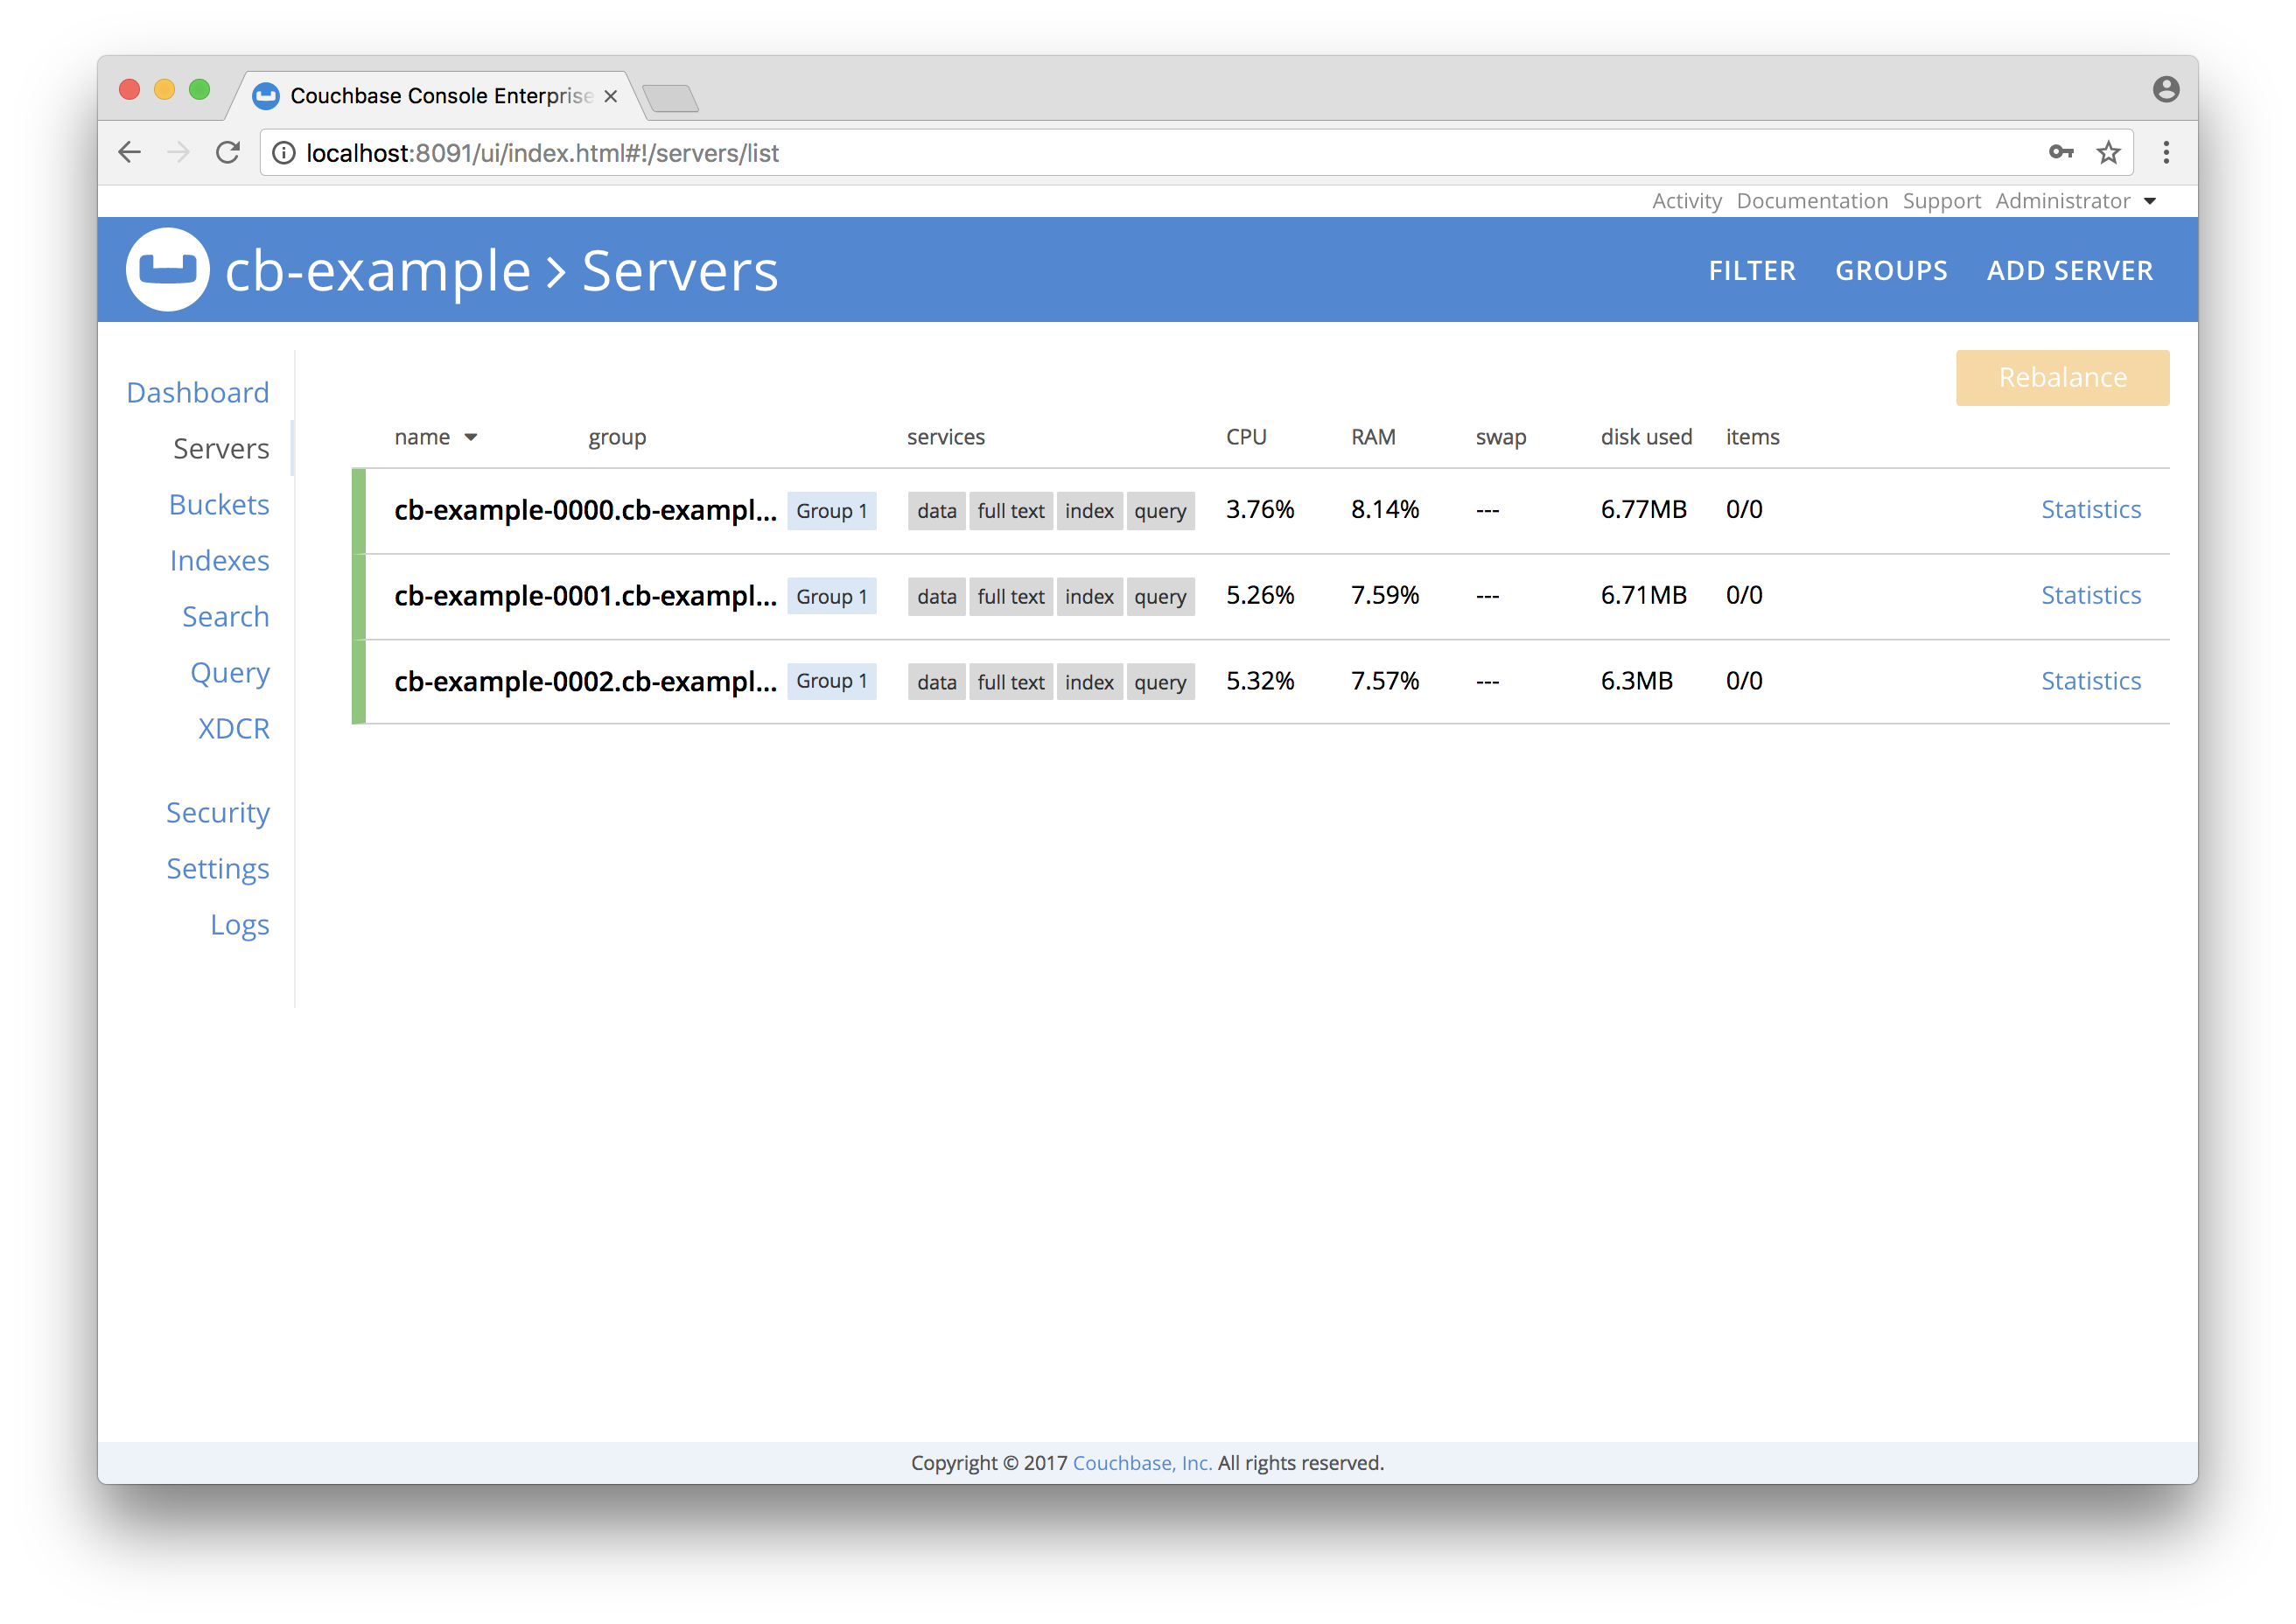 Couchbase Console Enterprise
localhost:8091/ui/index.html#!/servers/list
Activity Documentation Support Administrator
cb-example > Servers
FILTER GROUPS ADD SERVER
Dashboard
Servers
Buckets
Indexes
Search
Query
XDCR
Security
Settings
Logs
Rebalance
name group services CPU RAM swap disk used items
cb-example-0000.cb-exampl... Group 1 data full text index query 3.76% 8.14% --- 6.77MB 0/0 Statistics
cb-example-0001.cb-exampl... Group 1 data full text index query 5.26% 7.59% --- 6.71MB 0/0 Statistics
cb-example-0002.cb-exampl... Group 1 data full text index query 5.32% 7.57% --- 6.3MB 0/0 Statistics
Copyright © 2017 Couchbase, Inc. All rights reserved.